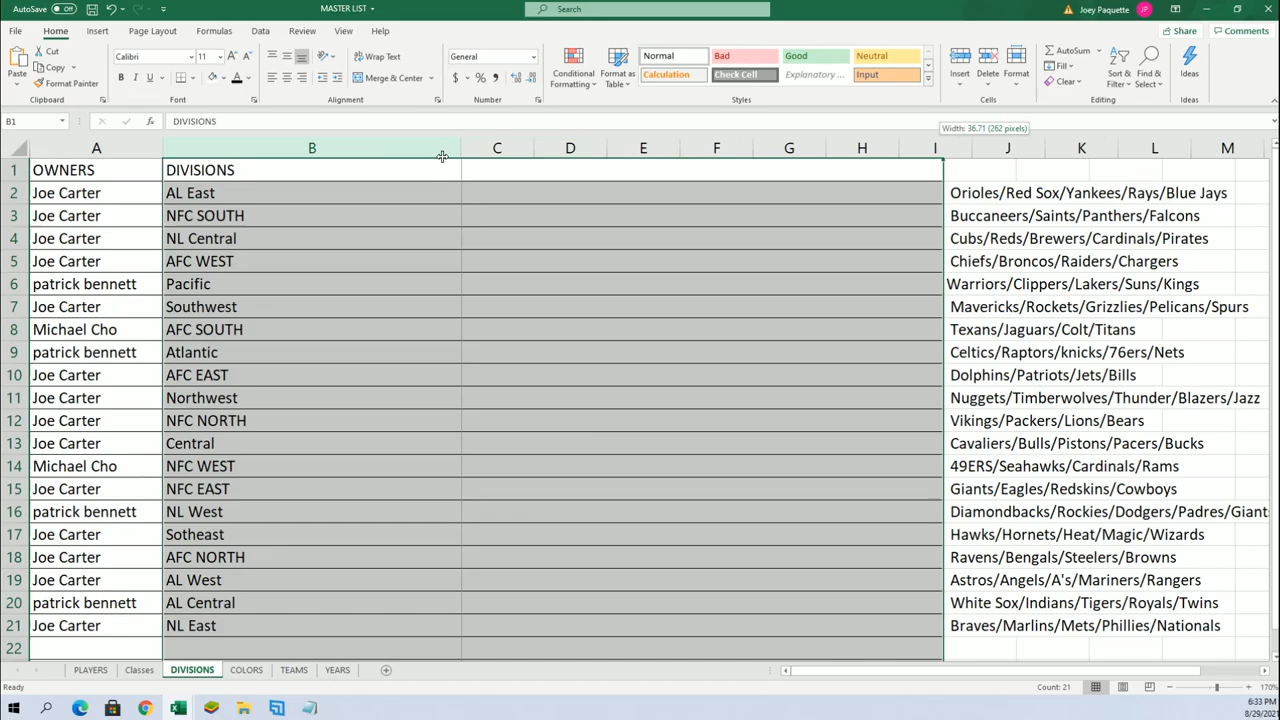 AutoSave Off MASTER LIST Search Joey Paquette JP
File Home Insert Draw Page Layout Formulas Data Review View Help Share Comments
Paste Cut Copy Format Painter Clipboard
Calibri 11 A A B I U Font
Wrap Text Merge & Center Alignment
General $ % , Number
Conditional Formatting Format as Table
Normal Bad Good Neutral
Calculation Check Cell Explanatory ... Input
Styles
Insert Delete Format Cells
AutoSum Fill Clear Sort & Filter Find & Select Editing
Ideas Ideas
B1 fx DIVISIONS
Width: 36.71 (262 pixels)
A B C D E F G H I J K L M
1 OWNERS DIVISIONS
2 Joe Carter AL East Orioles/Red Sox/Yankees/Rays/Blue Jays
3 Joe Carter NFC SOUTH Buccaneers/Saints/Panthers/Falcons
4 Joe Carter NL Central Cubs/Reds/Brewers/Cardinals/Pirates
5 Joe Carter AFC WEST Chiefs/Broncos/Raiders/Chargers
6 patrick bennett Pacific Warriors/Clippers/Lakers/Suns/Kings
7 Joe Carter Southwest Mavericks/Rockets/Grizzlies/Pelicans/Spurs
8 Michael Cho AFC SOUTH Texans/Jaguars/Colt/Titans
9 patrick bennett Atlantic Celtics/Raptors/knicks/76ers/Nets
10 Joe Carter AFC EAST Dolphins/Patriots/Jets/Bills
11 Joe Carter Northwest Nuggets/Timberwolves/Thunder/Blazers/Jazz
12 Joe Carter NFC NORTH Vikings/Packers/Lions/Bears
13 Joe Carter Central Cavaliers/Bulls/Pistons/Pacers/Bucks
14 Michael Cho NFC WEST 49ERS/Seahawks/Cardinals/Rams
15 Joe Carter NFC EAST Giants/Eagles/Redskins/Cowboys
16 patrick bennett NL West Diamondbacks/Rockies/Dodgers/Padres/Giants
17 Joe Carter Sotheast Hawks/Hornets/Heat/Magic/Wizards
18 Joe Carter AFC NORTH Ravens/Bengals/Steelers/Browns
19 Joe Carter AL West Astros/Angels/A's/Mariners/Rangers
20 patrick bennett AL Central White Sox/Indians/Tigers/Royals/Twins
21 Joe Carter NL East Braves/Marlins/Mets/Phillies/Nationals
22
PLAYERS Classes DIVISIONS COLORS TEAMS YEARS
Ready Count: 21 170%
6:33 PM